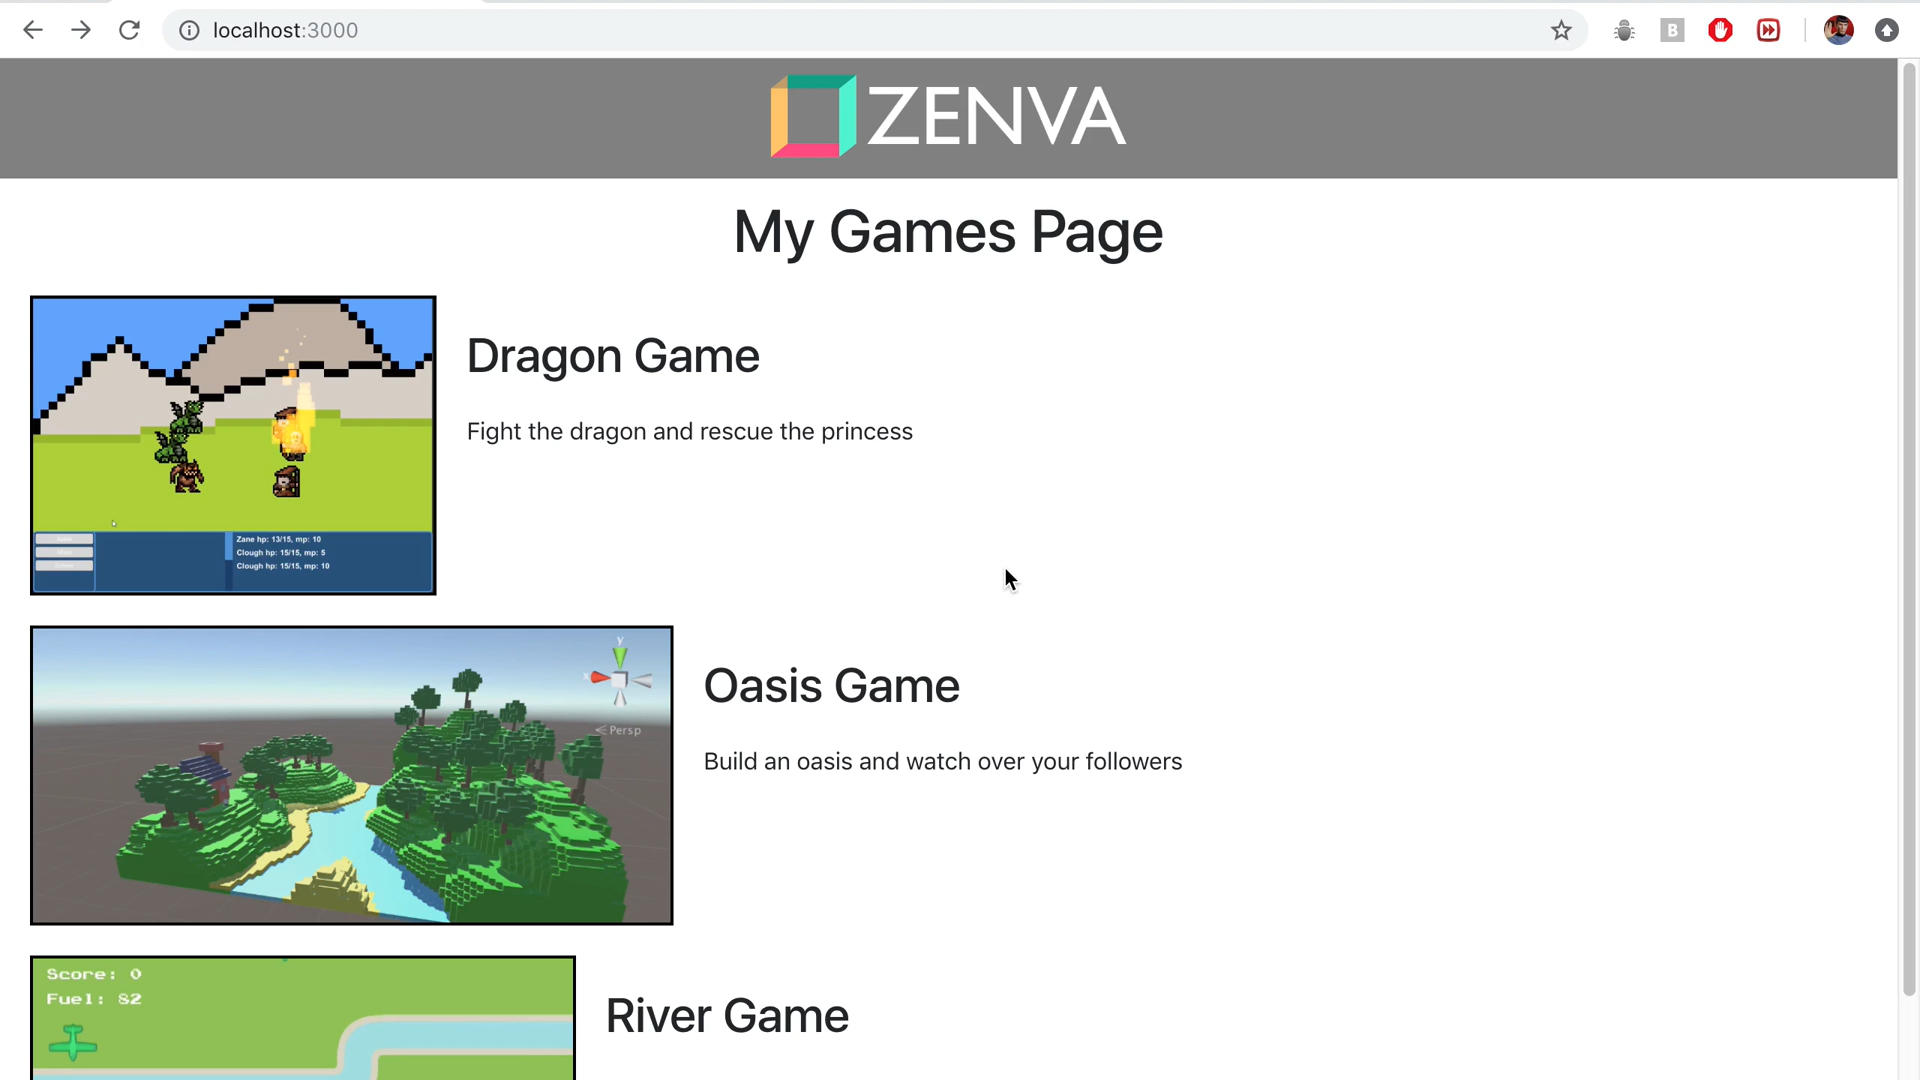 localhost:3000
B
ZENVA
My Games Page
Dragon Game
Fight the dragon and rescue the princess
Zane hp: 13/15, mp: 10
Clough hp: 15/15, mp: 5
Clough hp: 15/15, mp: 10
y
x
Persp
Oasis Game
Build an oasis and watch over your followers
Score: 0
Fuel: 82
River Game